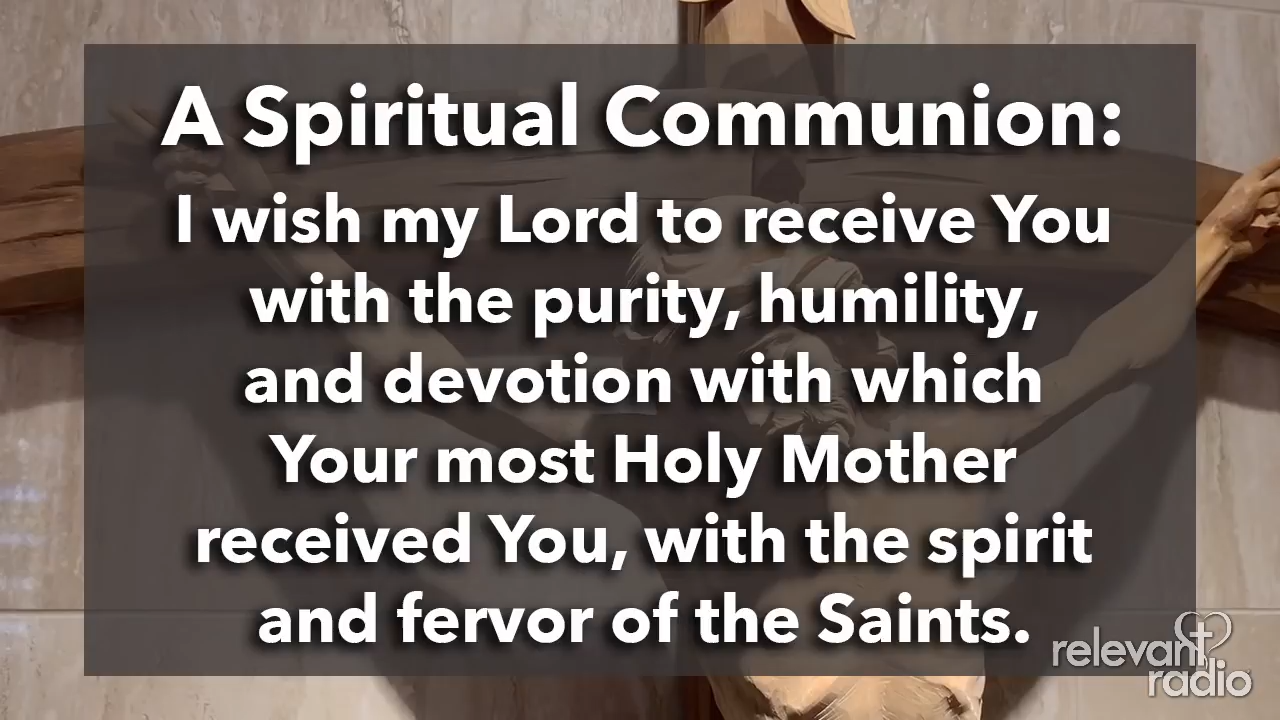 A Spiritual Communion:
I wish my Lord to receive You
with the purity, humility,
and devotion with which
Your most Holy Mother
received You, with the spirit
and fervor of the Saints.
relevant
radio